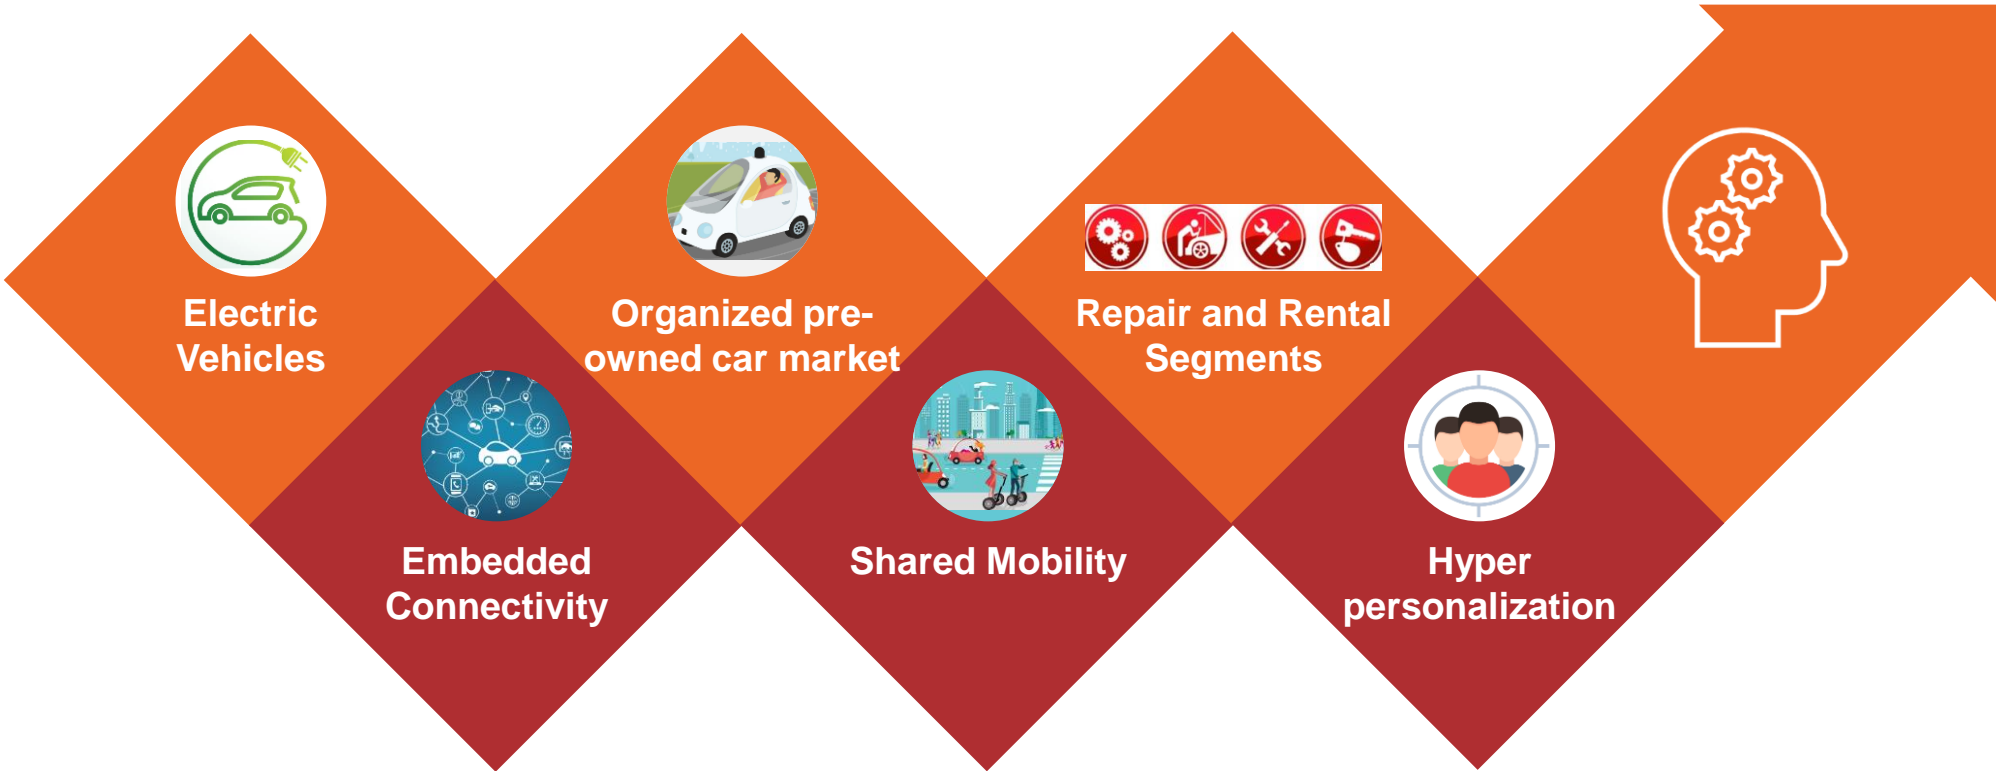 Electric
Vehicles
Embedded
Connectivity
Organized pre-
owned car market
Shared Mobility
Repair and Rental
Segments
Hyper
personalization